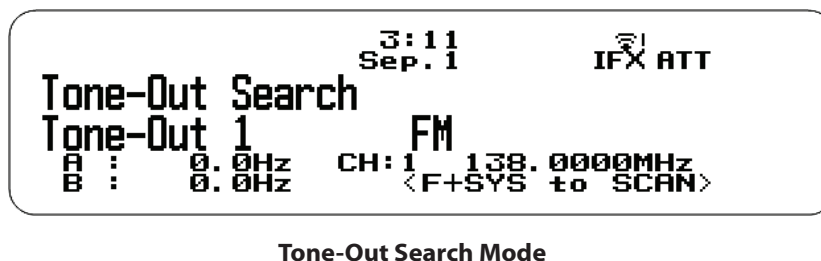 3:11
Sep. 1 IFX ATT
Tone-Out Search
Tone-Out 1 FM
A : 0.0Hz CH:1 138.0000MHz
B : 0.0Hz <F+SYS to SCAN>
Tone-Out Search Mode